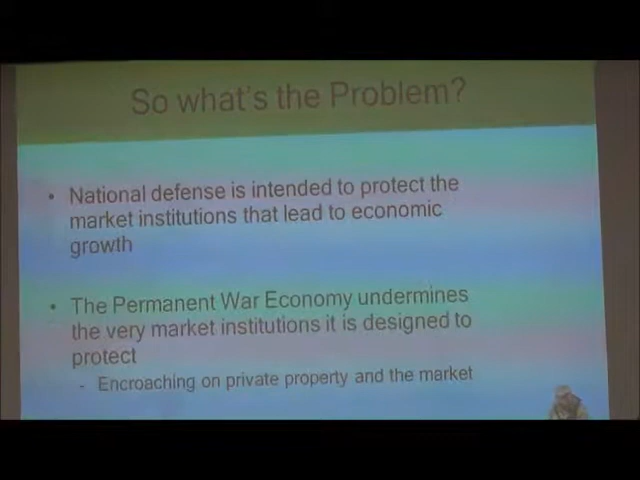 So what's the Problem?
• National defense is intended to protect the
market institutions that lead to economic
growth
• The Permanent War Economy undermines
the very market institutions it is designed to
protect
- Encroaching on private property and the market